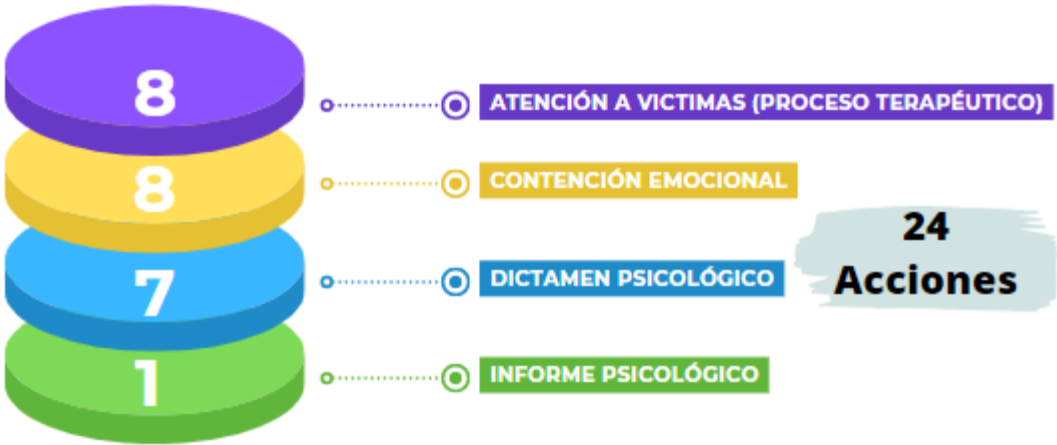 8
ATENCIÓN A VICTIMAS (PROCESO TERAPÉUTICO)
8
CONTENCIÓN EMOCIONAL
7
DICTAMEN PSICOLÓGICO
1
INFORME PSICOLÓGICO
24
Acciones